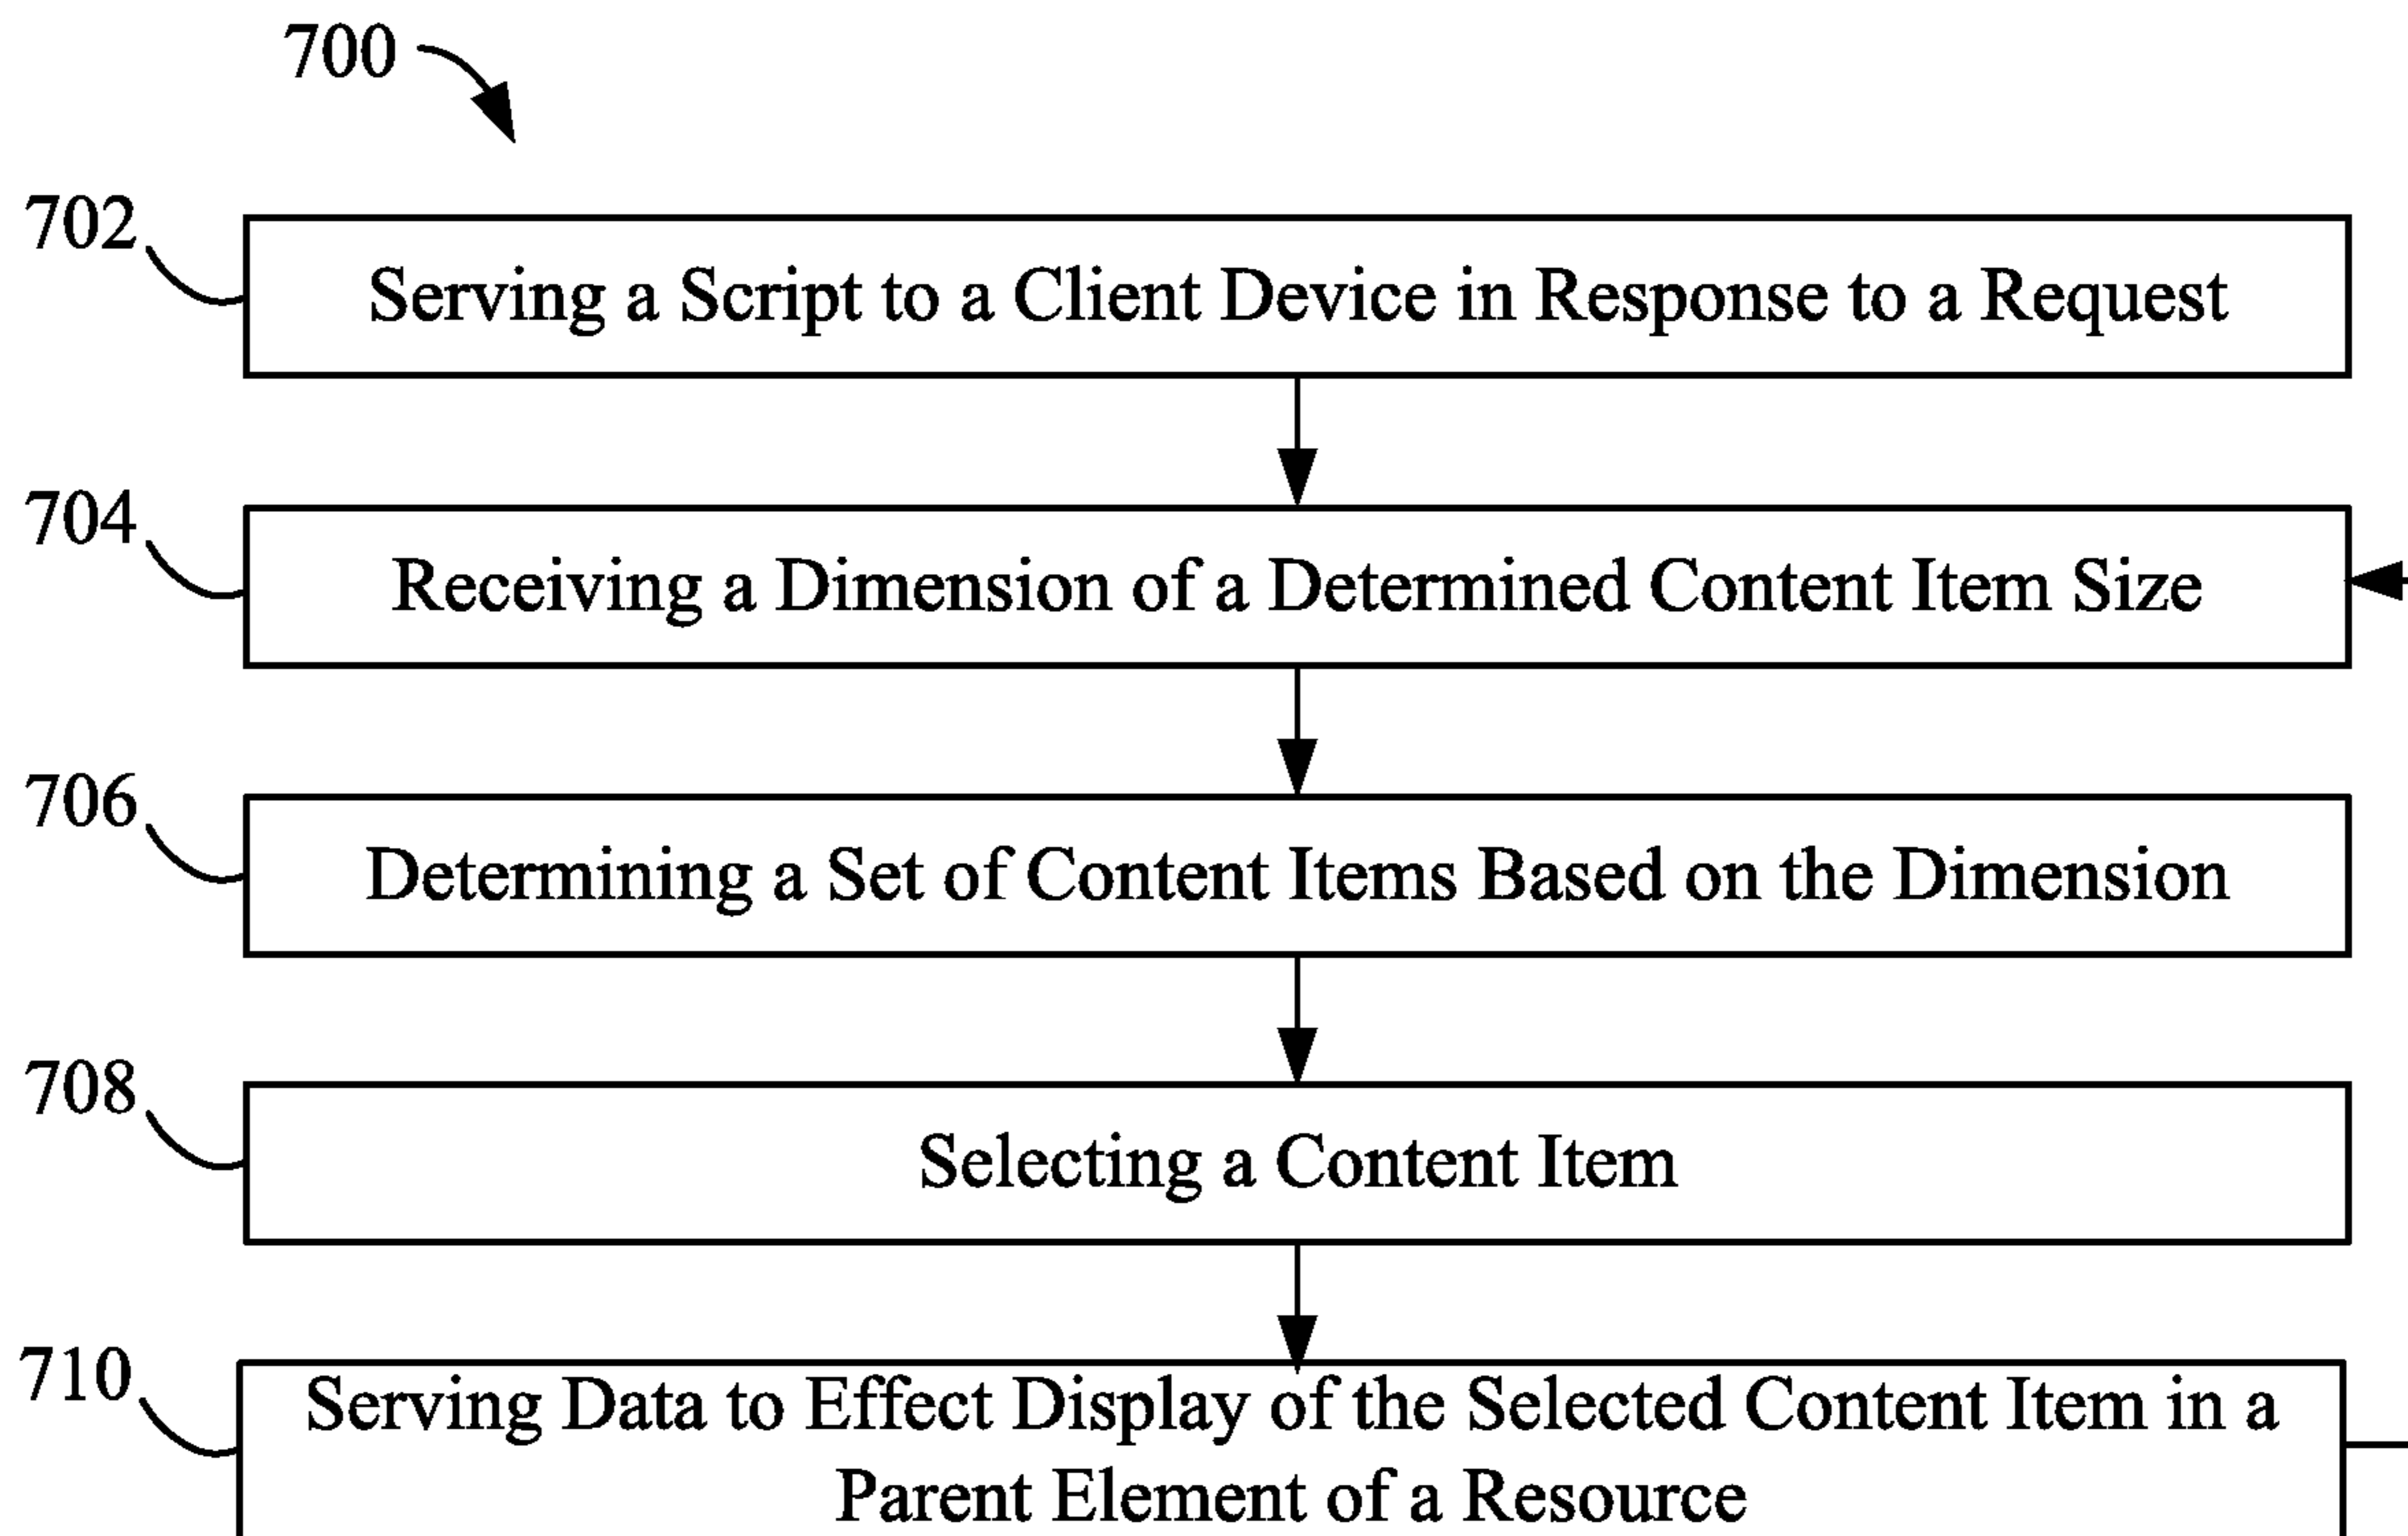 700
702
Serving a Script to a Client Device in Response to a Request
704
Receiving a Dimension of a Determined Content Item Size
706
Determining a Set of Content Items Based on the Dimension
708
Selecting a Content Item
710
Serving Data to Effect Display of the Selected Content Item in a
Parent Element of a Resource